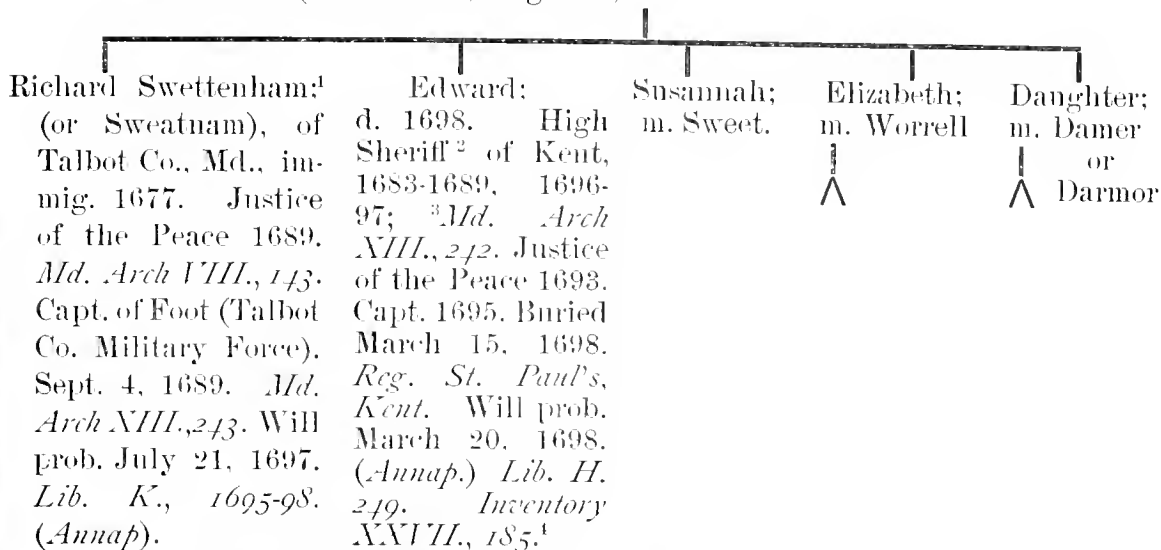 Richard Swettenham;¹
(or Sweatnam), of
Talbot Co., Md., im-
mig. 1677. Justice
of the Peace 1689.
Md. Arch VIII., 143.
Capt. of Foot (Talbot
Co. Military Force).
Sept. 4, 1689. Md.
Arch XIII., 243. Will
prob. July 21, 1697.
Lib. K., 1695-98.
(Annap).
Edward;
d. 1698. High
Sheriff ² of Kent,
1683-1689, 1696-
97; ³Md. Arch
XIII., 242. Justice
of the Peace 1693.
Capt. 1695. Buried
March 15, 1698.
Reg. St. Paul's,
Kent. Will prob.
March 20, 1698.
(Annap.) Lib. H.
249. Inventory
XXVII., 185.⁴
Susannah;
m. Sweet.
Elizabeth;
m. Worrell
Daughter;
m. Damer
or
Darmor